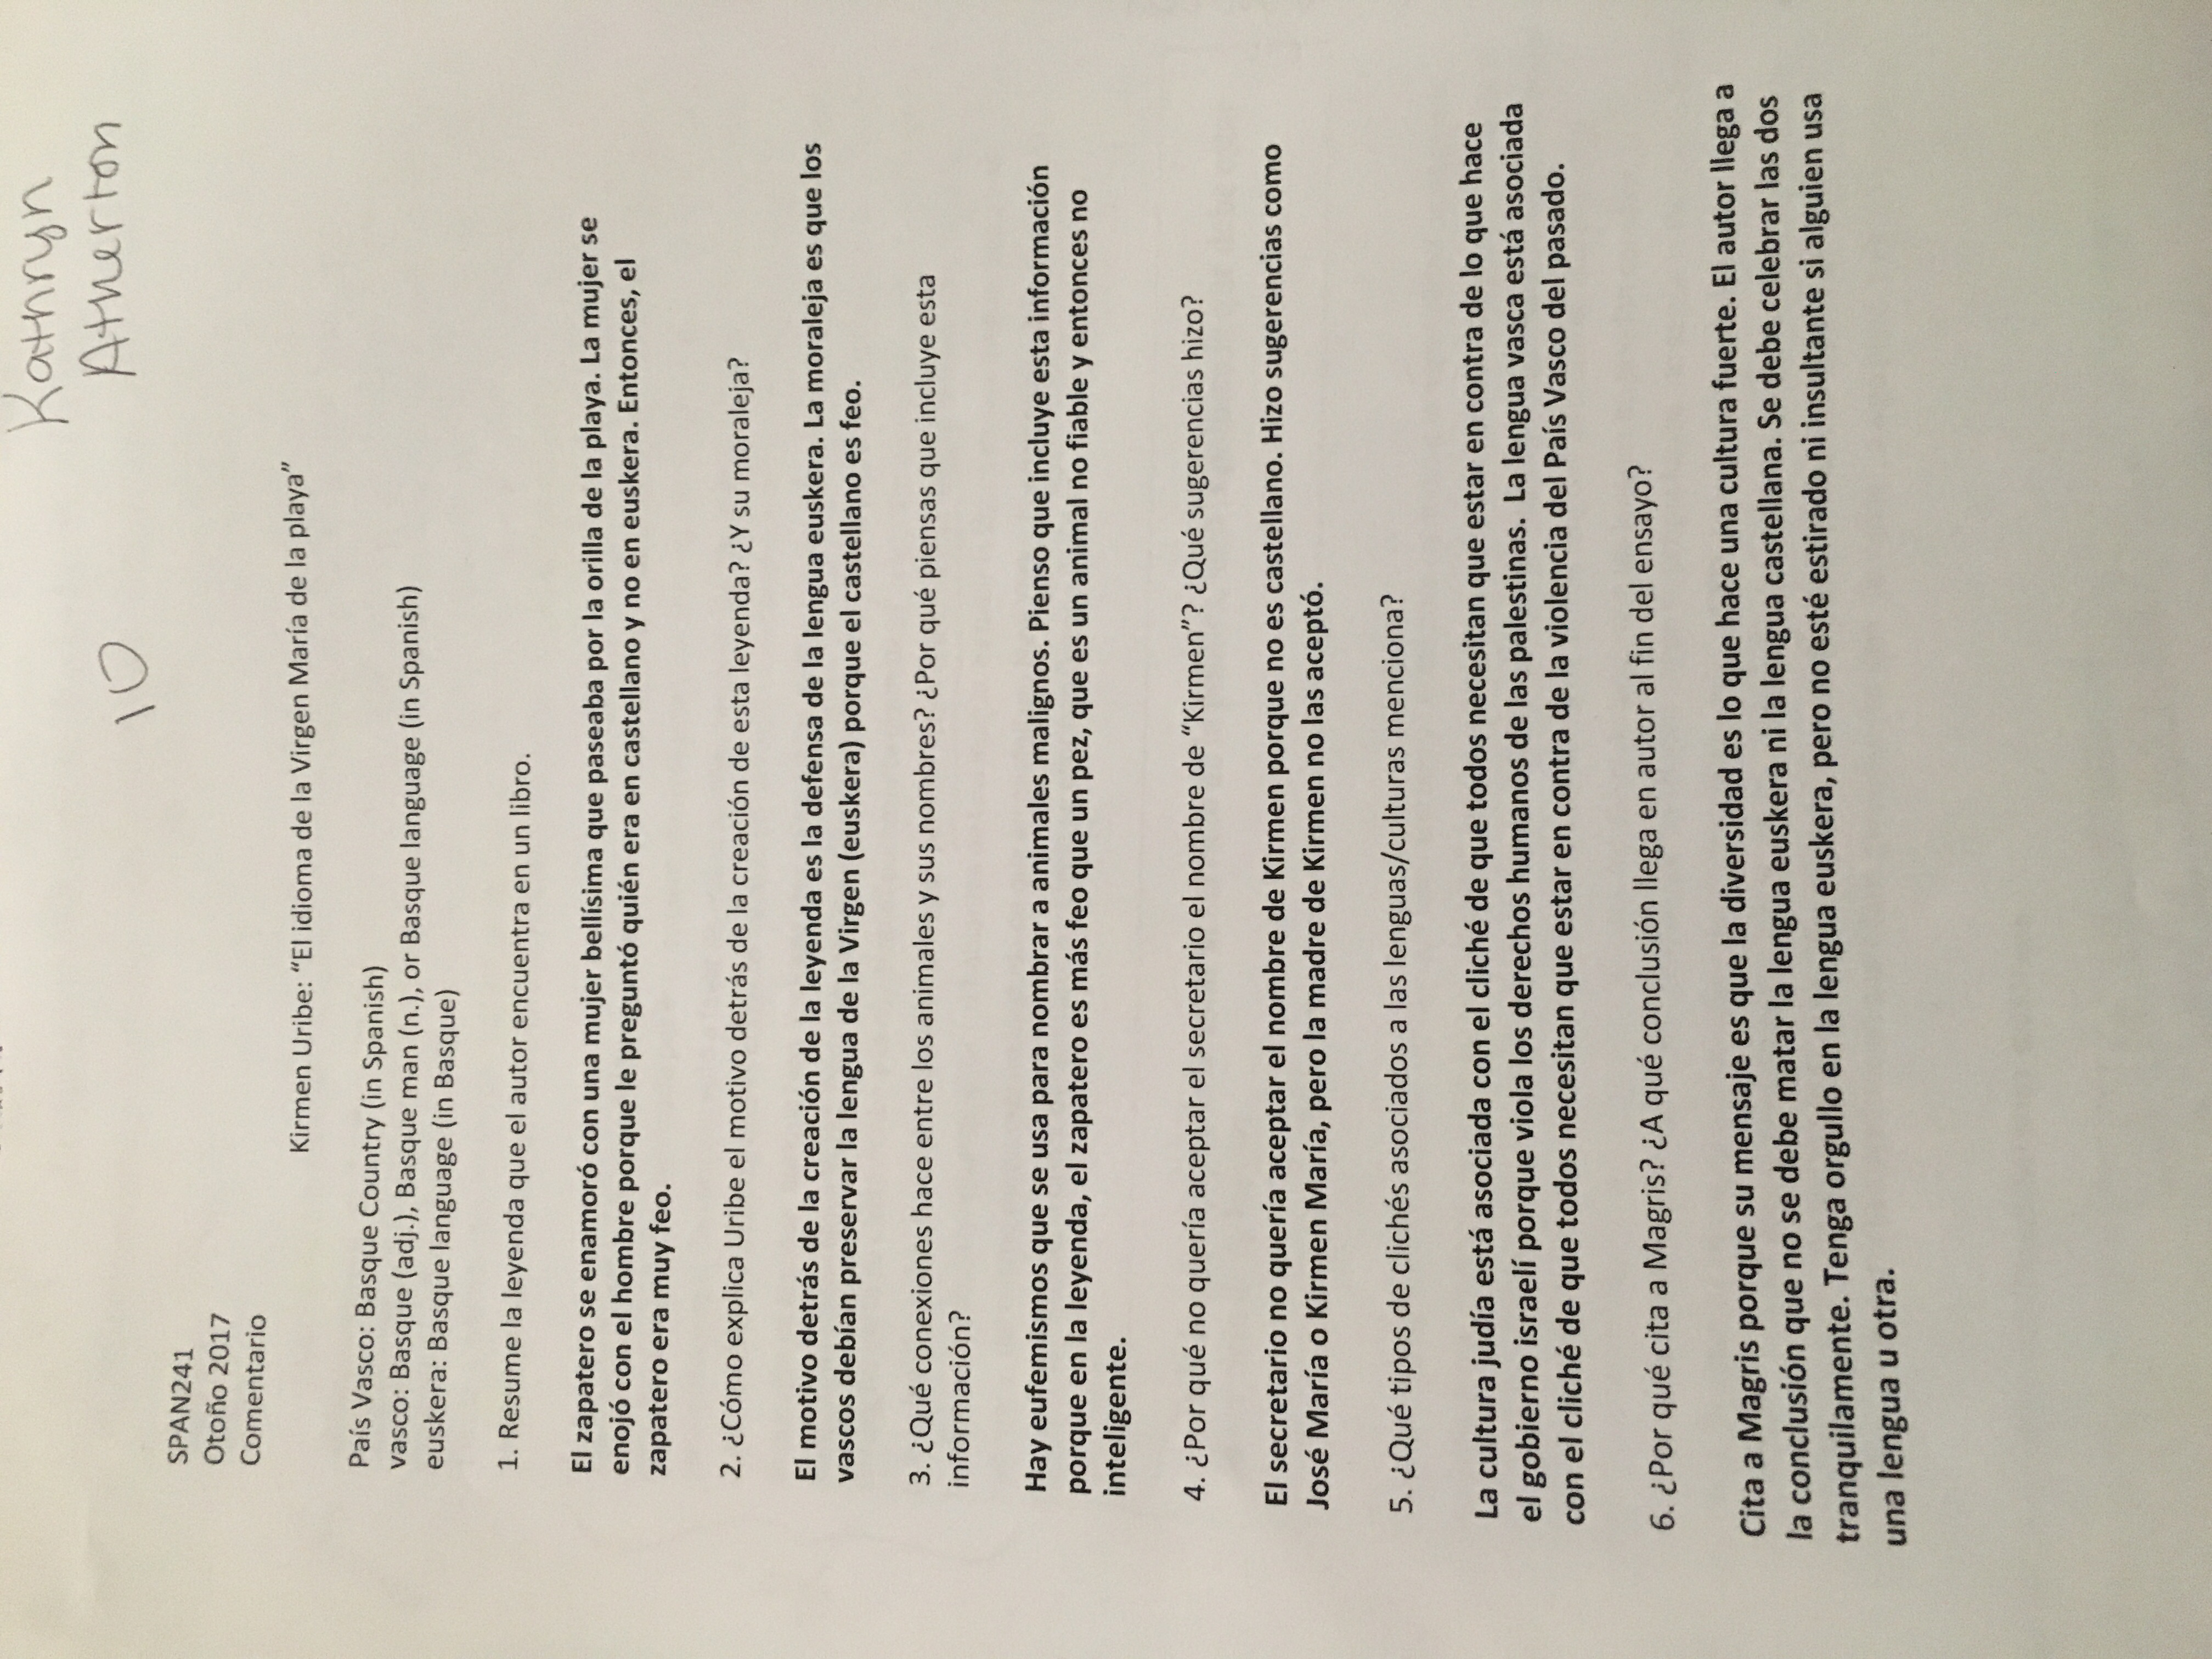 Kathryn
Atherton
10
SPAN241
Otoño 2017
Comentario
Kirmen Uribe: “El idioma de la Virgen María de la playa”
País Vasco: Basque Country (in Spanish)
vasco: Basque (adj.), Basque man (n.), or Basque language (in Spanish)
euskera: Basque language (in Basque)
1. Resume la leyenda que el autor encuentra en un libro.
El zapatero se enamoró con una mujer bellísima que paseaba por la orilla de la playa. La mujer se
enojó con el hombre porque le preguntó quién era en castellano y no en euskera. Entonces, el
zapatero era muy feo.
2. ¿Cómo explica Uribe el motivo detrás de la creación de esta leyenda? ¿Y su moraleja?
El motivo detrás de la creación de la leyenda es la defensa de la lengua euskera. La moraleja es que los
vascos debían preservar la lengua de la Virgen (euskera) porque el castellano es feo.
3. ¿Qué conexiones hace entre los animales y sus nombres? ¿Por qué piensas que incluye esta
información?
Hay eufemismos que se usa para nombrar a animales malignos. Pienso que incluye esta información
porque en la leyenda, el zapatero es más feo que un pez, que es un animal no fiable y entonces no
inteligente.
4. ¿Por qué no quería aceptar el secretario el nombre de “Kirmen”? ¿Qué sugerencias hizo?
El secretario no quería aceptar el nombre de Kirmen porque no es castellano. Hizo sugerencias como
José María o Kirmen María, pero la madre de Kirmen no las aceptó.
5. ¿Qué tipos de clichés asociados a las lenguas/culturas menciona?
La cultura judía está asociada con el cliché de que todos necesitan que estar en contra de lo que hace
el gobierno israelí porque viola los derechos humanos de las palestinas. La lengua vasca está asociada
con el cliché de que todos necesitan que estar en contra de la violencia del País Vasco del pasado.
6. ¿Por qué cita a Magris? ¿A qué conclusión llega en autor al fin del ensayo?
Cita a Magris porque su mensaje es que la diversidad es lo que hace una cultura fuerte. El autor llega a
la conclusión que no se debe matar la lengua euskera ni la lengua castellana. Se debe celebrar las dos
tranquilamente. Tenga orgullo en la lengua euskera, pero no esté estirado ni insultante si alguien usa
una lengua u otra.